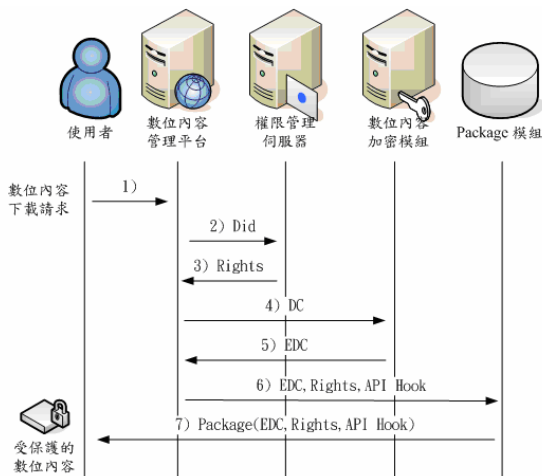 使用者
數位內容
管理平台
權限管理
伺服器
數位內容
加密模組
Package 模組
數位內容
下載請求
1)
2) Did
3) Rights
4) DC
5) EDC
6) EDC,Rights,API Hook
7) Package(EDC,Rights,API Hook)
受保護的
數位內容